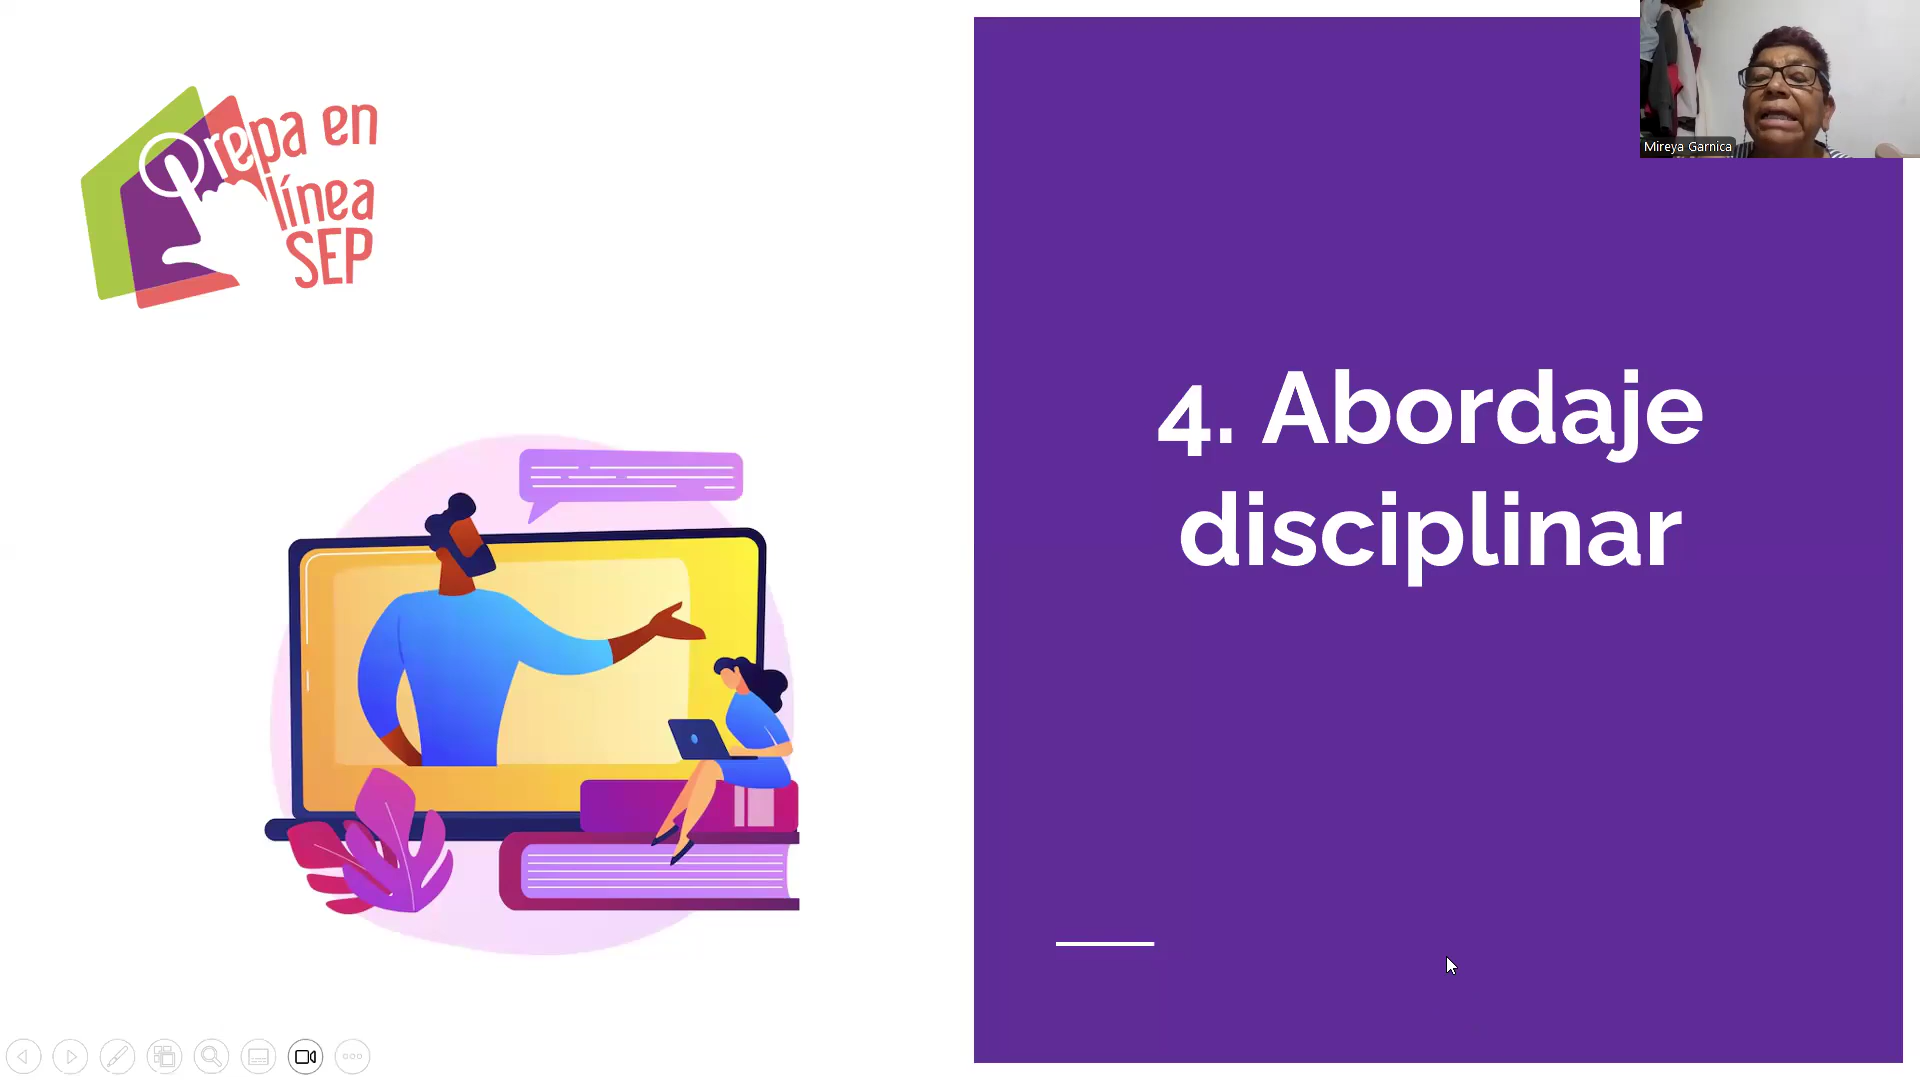 Prepa en
línea
SEP
4. Abordaje
disciplinar
Mireya Garnica